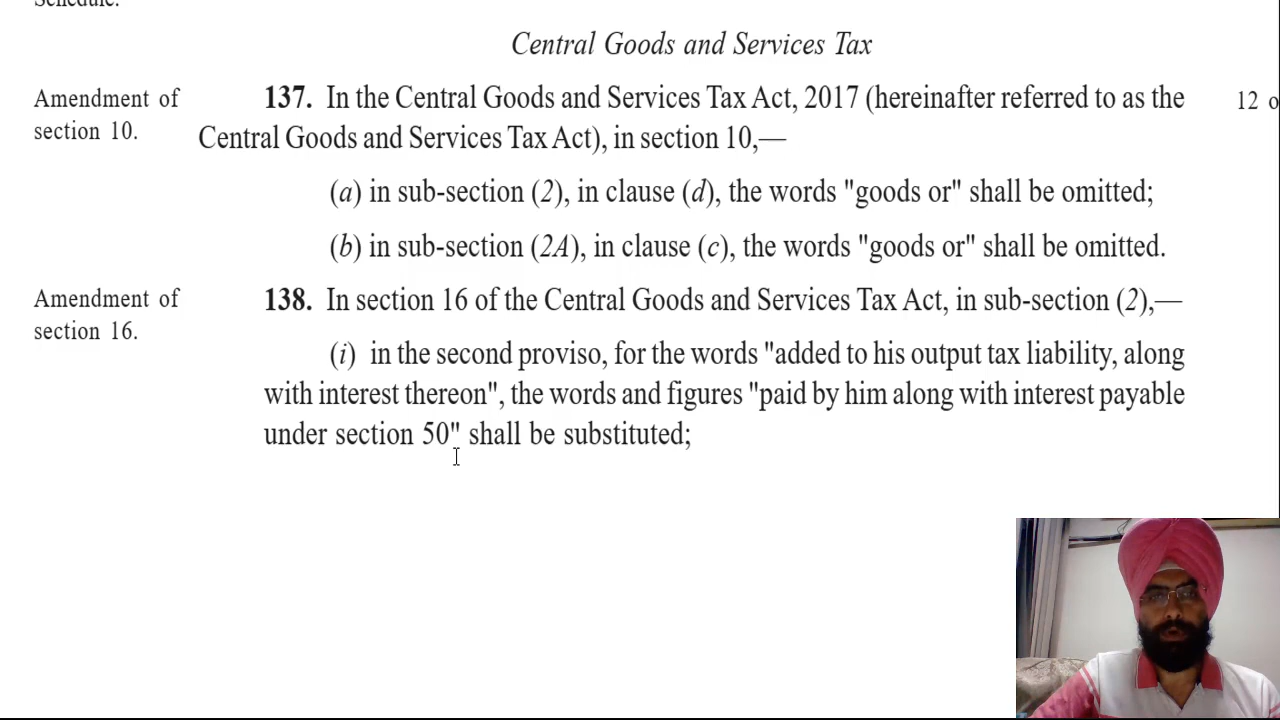 Schedule.
Central Goods and Services Tax
Amendment of
section 10.
137. In the Central Goods and Services Tax Act, 2017 (hereinafter referred to as the
Central Goods and Services Tax Act), in section 10,—
12 o
(a) in sub-section (2), in clause (d), the words "goods or" shall be omitted;
(b) in sub-section (2A), in clause (c), the words "goods or" shall be omitted.
Amendment of
section 16.
138. In section 16 of the Central Goods and Services Tax Act, in sub-section (2),—
(i) in the second proviso, for the words "added to his output tax liability, along
with interest thereon", the words and figures "paid by him along with interest payable
under section 50" shall be substituted;